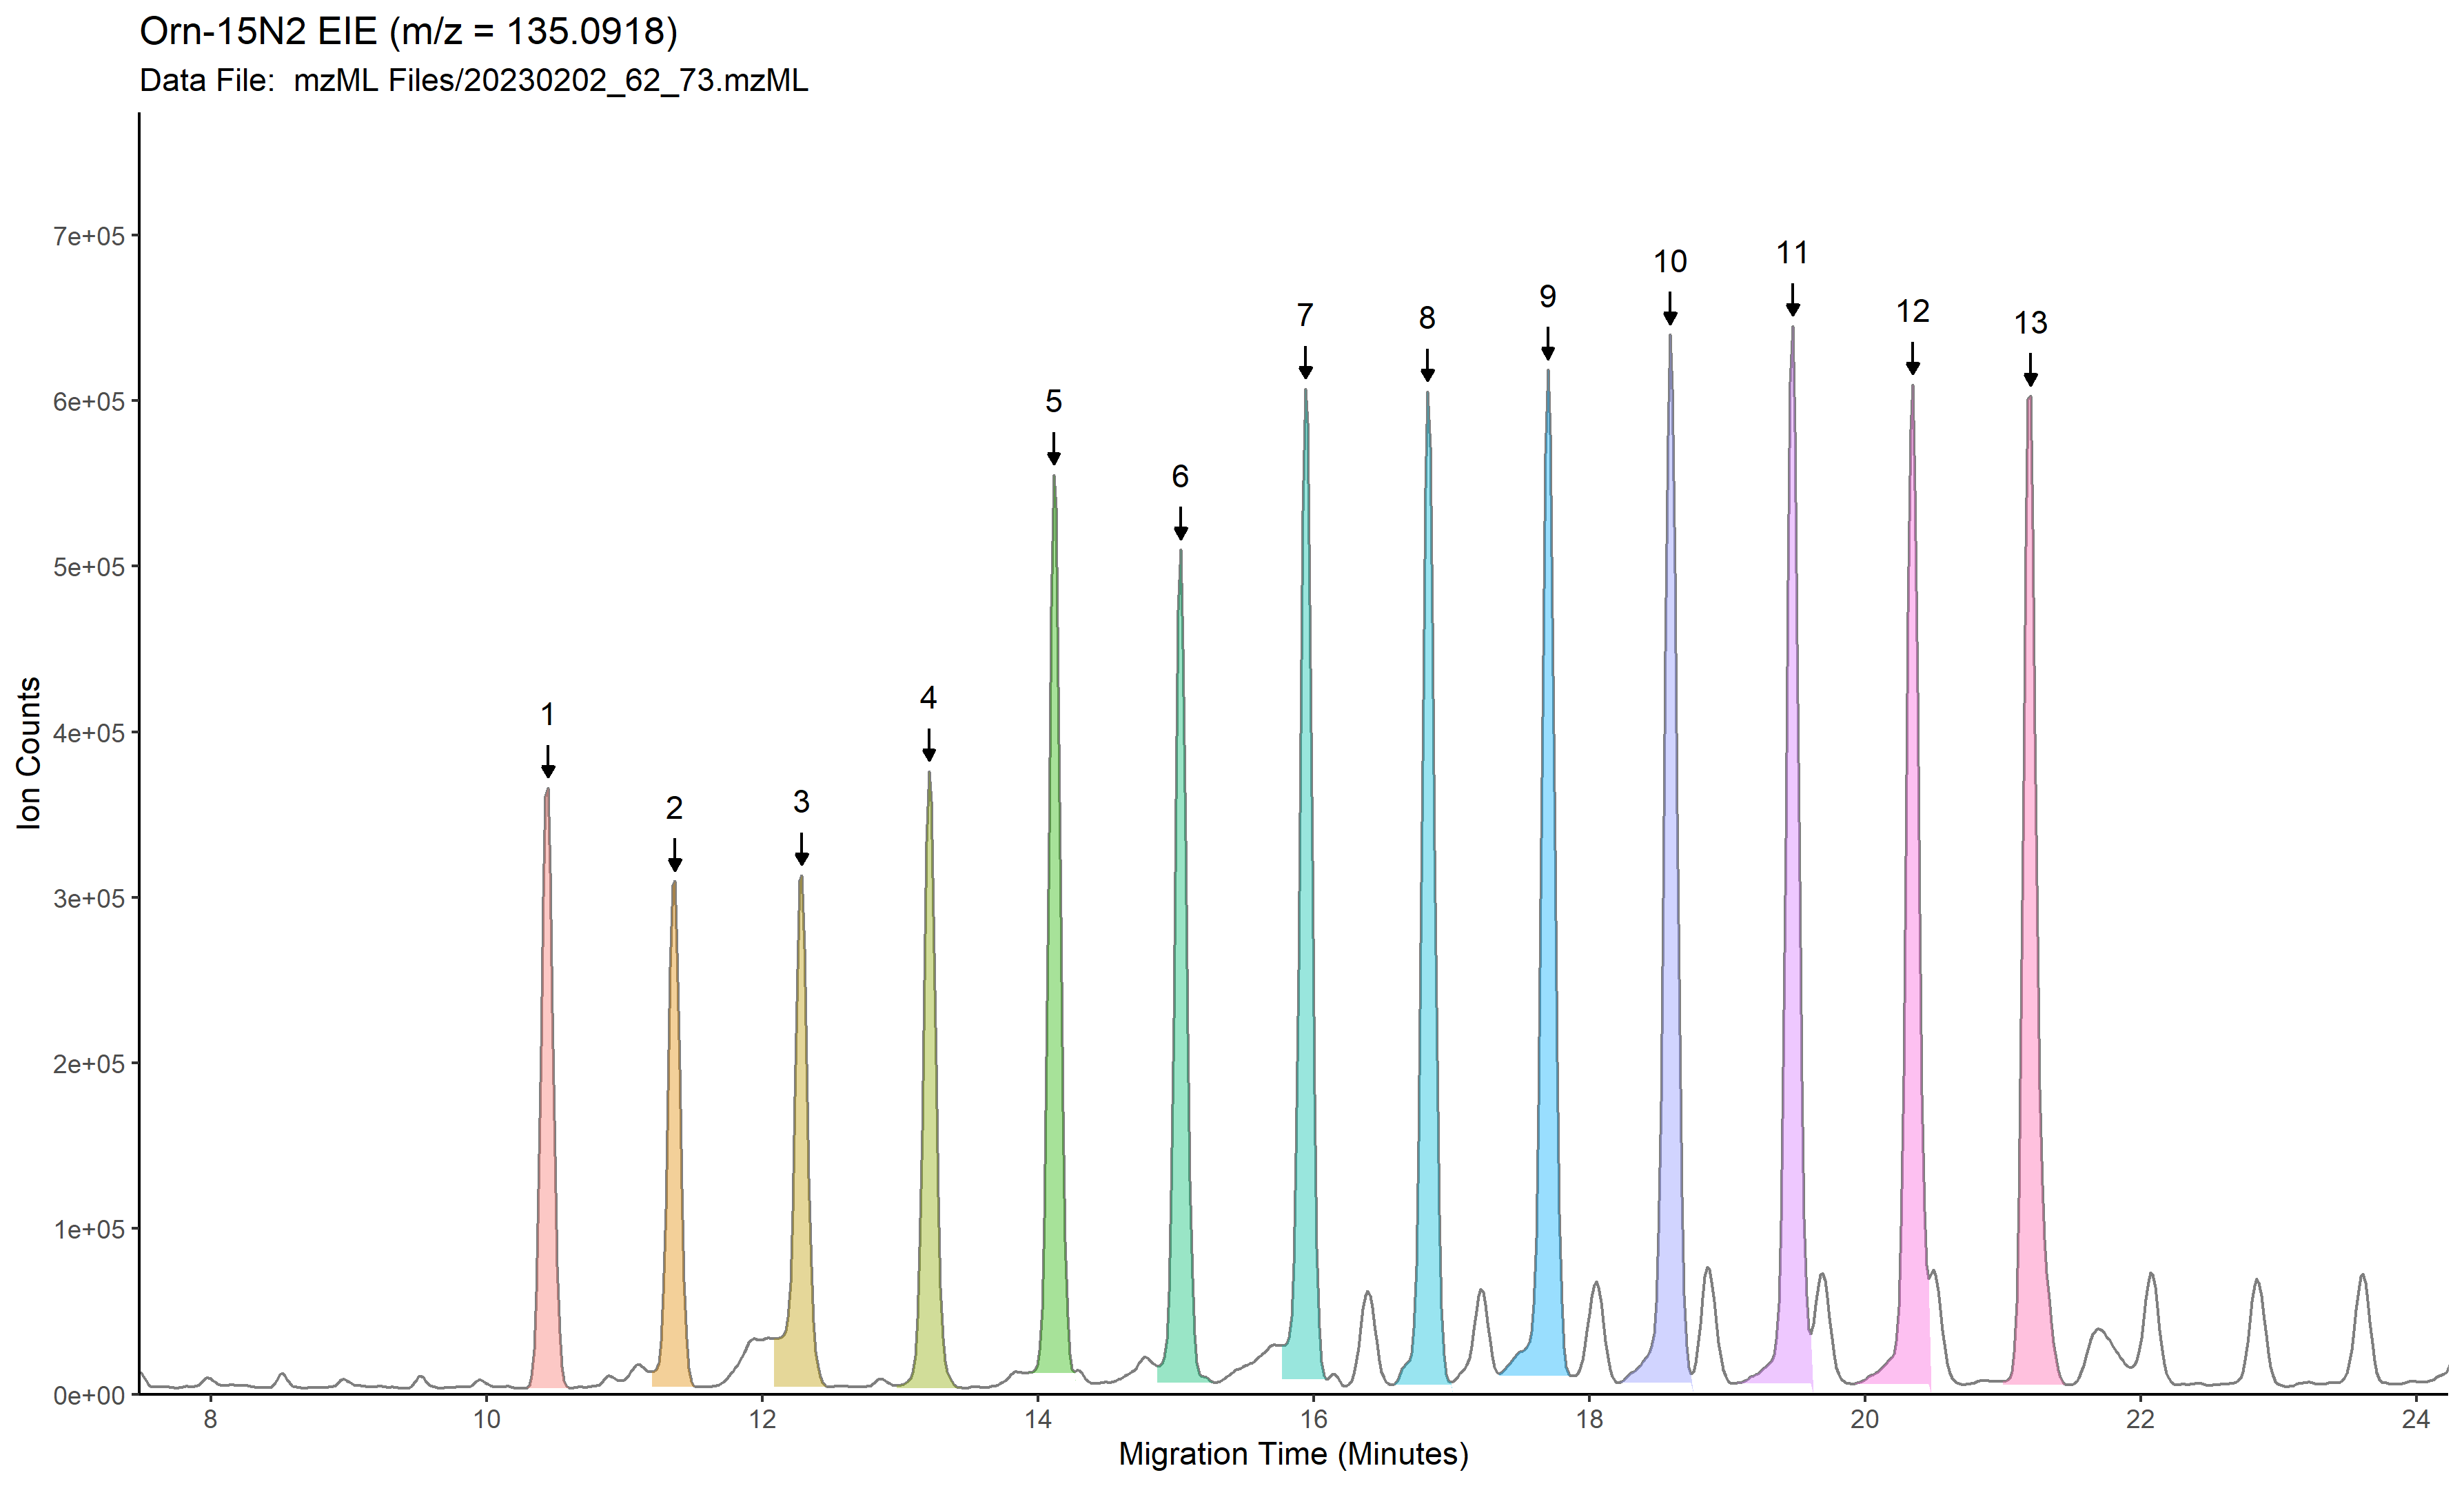 Orn-15N2 EIE (m/z = 135.0918)
Data File:  mzML Files/20230202_62_73.mzML
7e+05
6e+05
5e+05
4e+05
3e+05
2e+05
1e+05
0e+00
Ion Counts
1
2
3
4
5
6
7
8
9
10
11
12
13
8
10
12
14
16
18
20
22
24
Migration Time (Minutes)